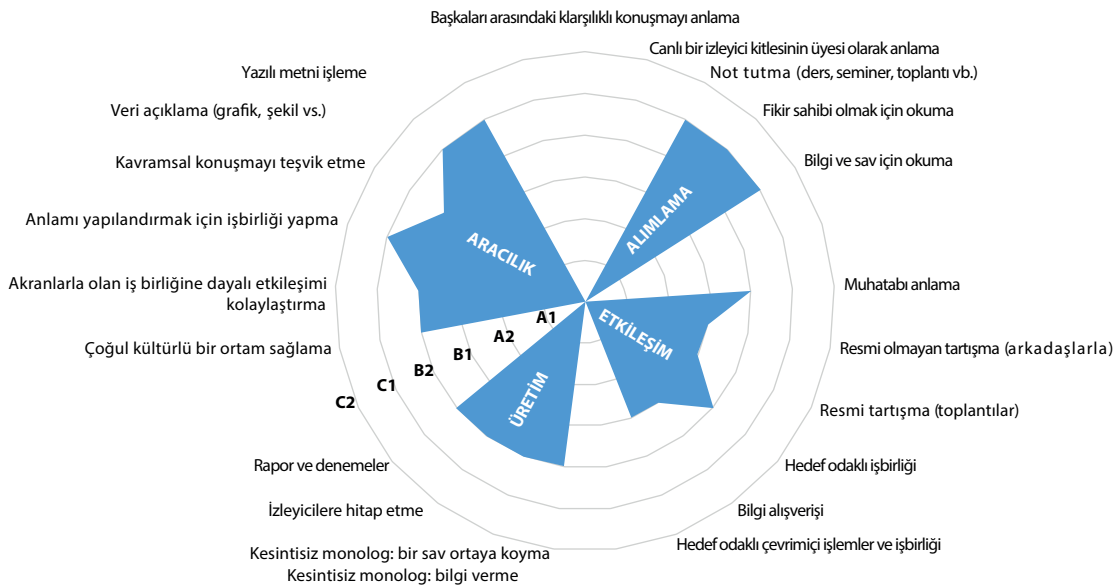 Başkaları arasındaki klarşılıklı konuşmayı anlama
Canlı bir izleyici kitlesinin üyesi olarak anlama
Not tutma (ders, seminer, toplantı vb.)
Fikir sahibi olmak için okuma
Bilgi ve sav için okuma
Muhatabı anlama
Resmi olmayan tartışma (arkadaşlarla)
Resmi tartışma (toplantılar)
Hedef odaklı işbirliği
Bilgi alışverişi
Hedef odaklı çevrimiçi işlemler ve işbirliği
Kesintisiz monolog: bilgi verme
Kesintisiz monolog: bir sav ortaya koyma
İzleyicilere hitap etme
Rapor ve denemeler
Çoğul kültürlü bir ortam sağlama
Akranlarla olan iş birliğine dayalı etkileşimi
kolaylaştırma
Anlamı yapılandırmak için işbirliği yapma
Kavramsal konuşmayı teşvik etme
Veri açıklama (grafik, şekil vs.)
Yazılı metni işleme
ALIMLAMA
ETKİLEŞİM
ÜRETİM
ARACILIK
A1
A2
B1
B2
C1
C2